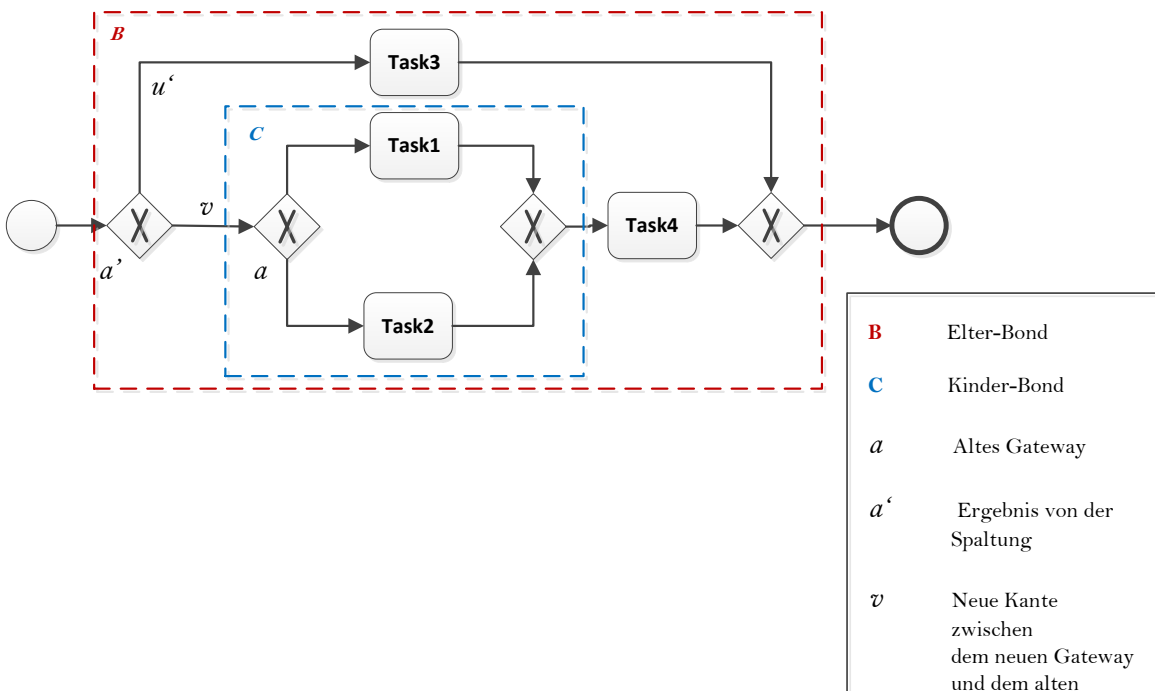 B
Task3
u‘
C
Task1
v
Task4
a’
a
Task2
B Elter-Bond
C Kinder-Bond
a Altes Gateway
a‘ Ergebnis von der
Spaltung
v Neue Kante
zwischen
dem neuen Gateway
und dem alten